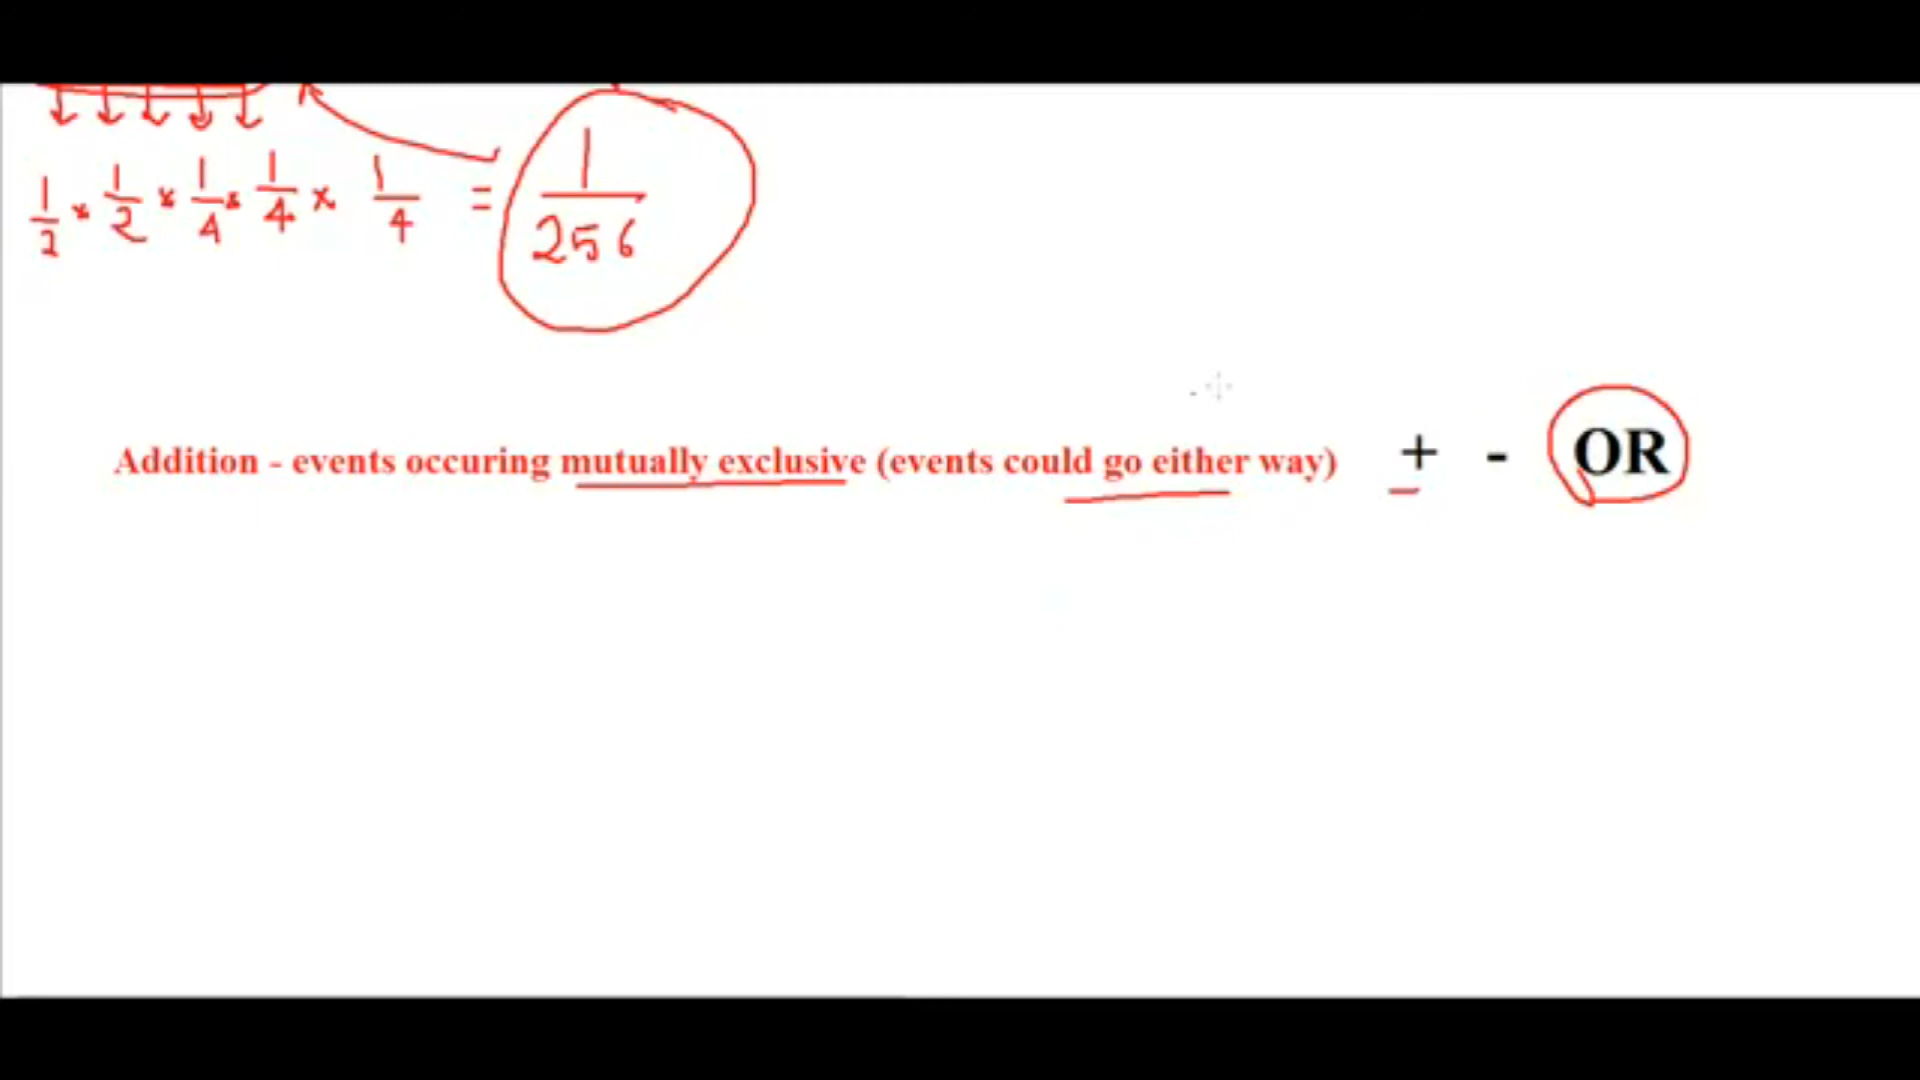 1/2 × 1/2 × 1/4 × 1/4 × 1/4 = 1/256
Addition - events occuring mutually exclusive (events could go either way) + - OR